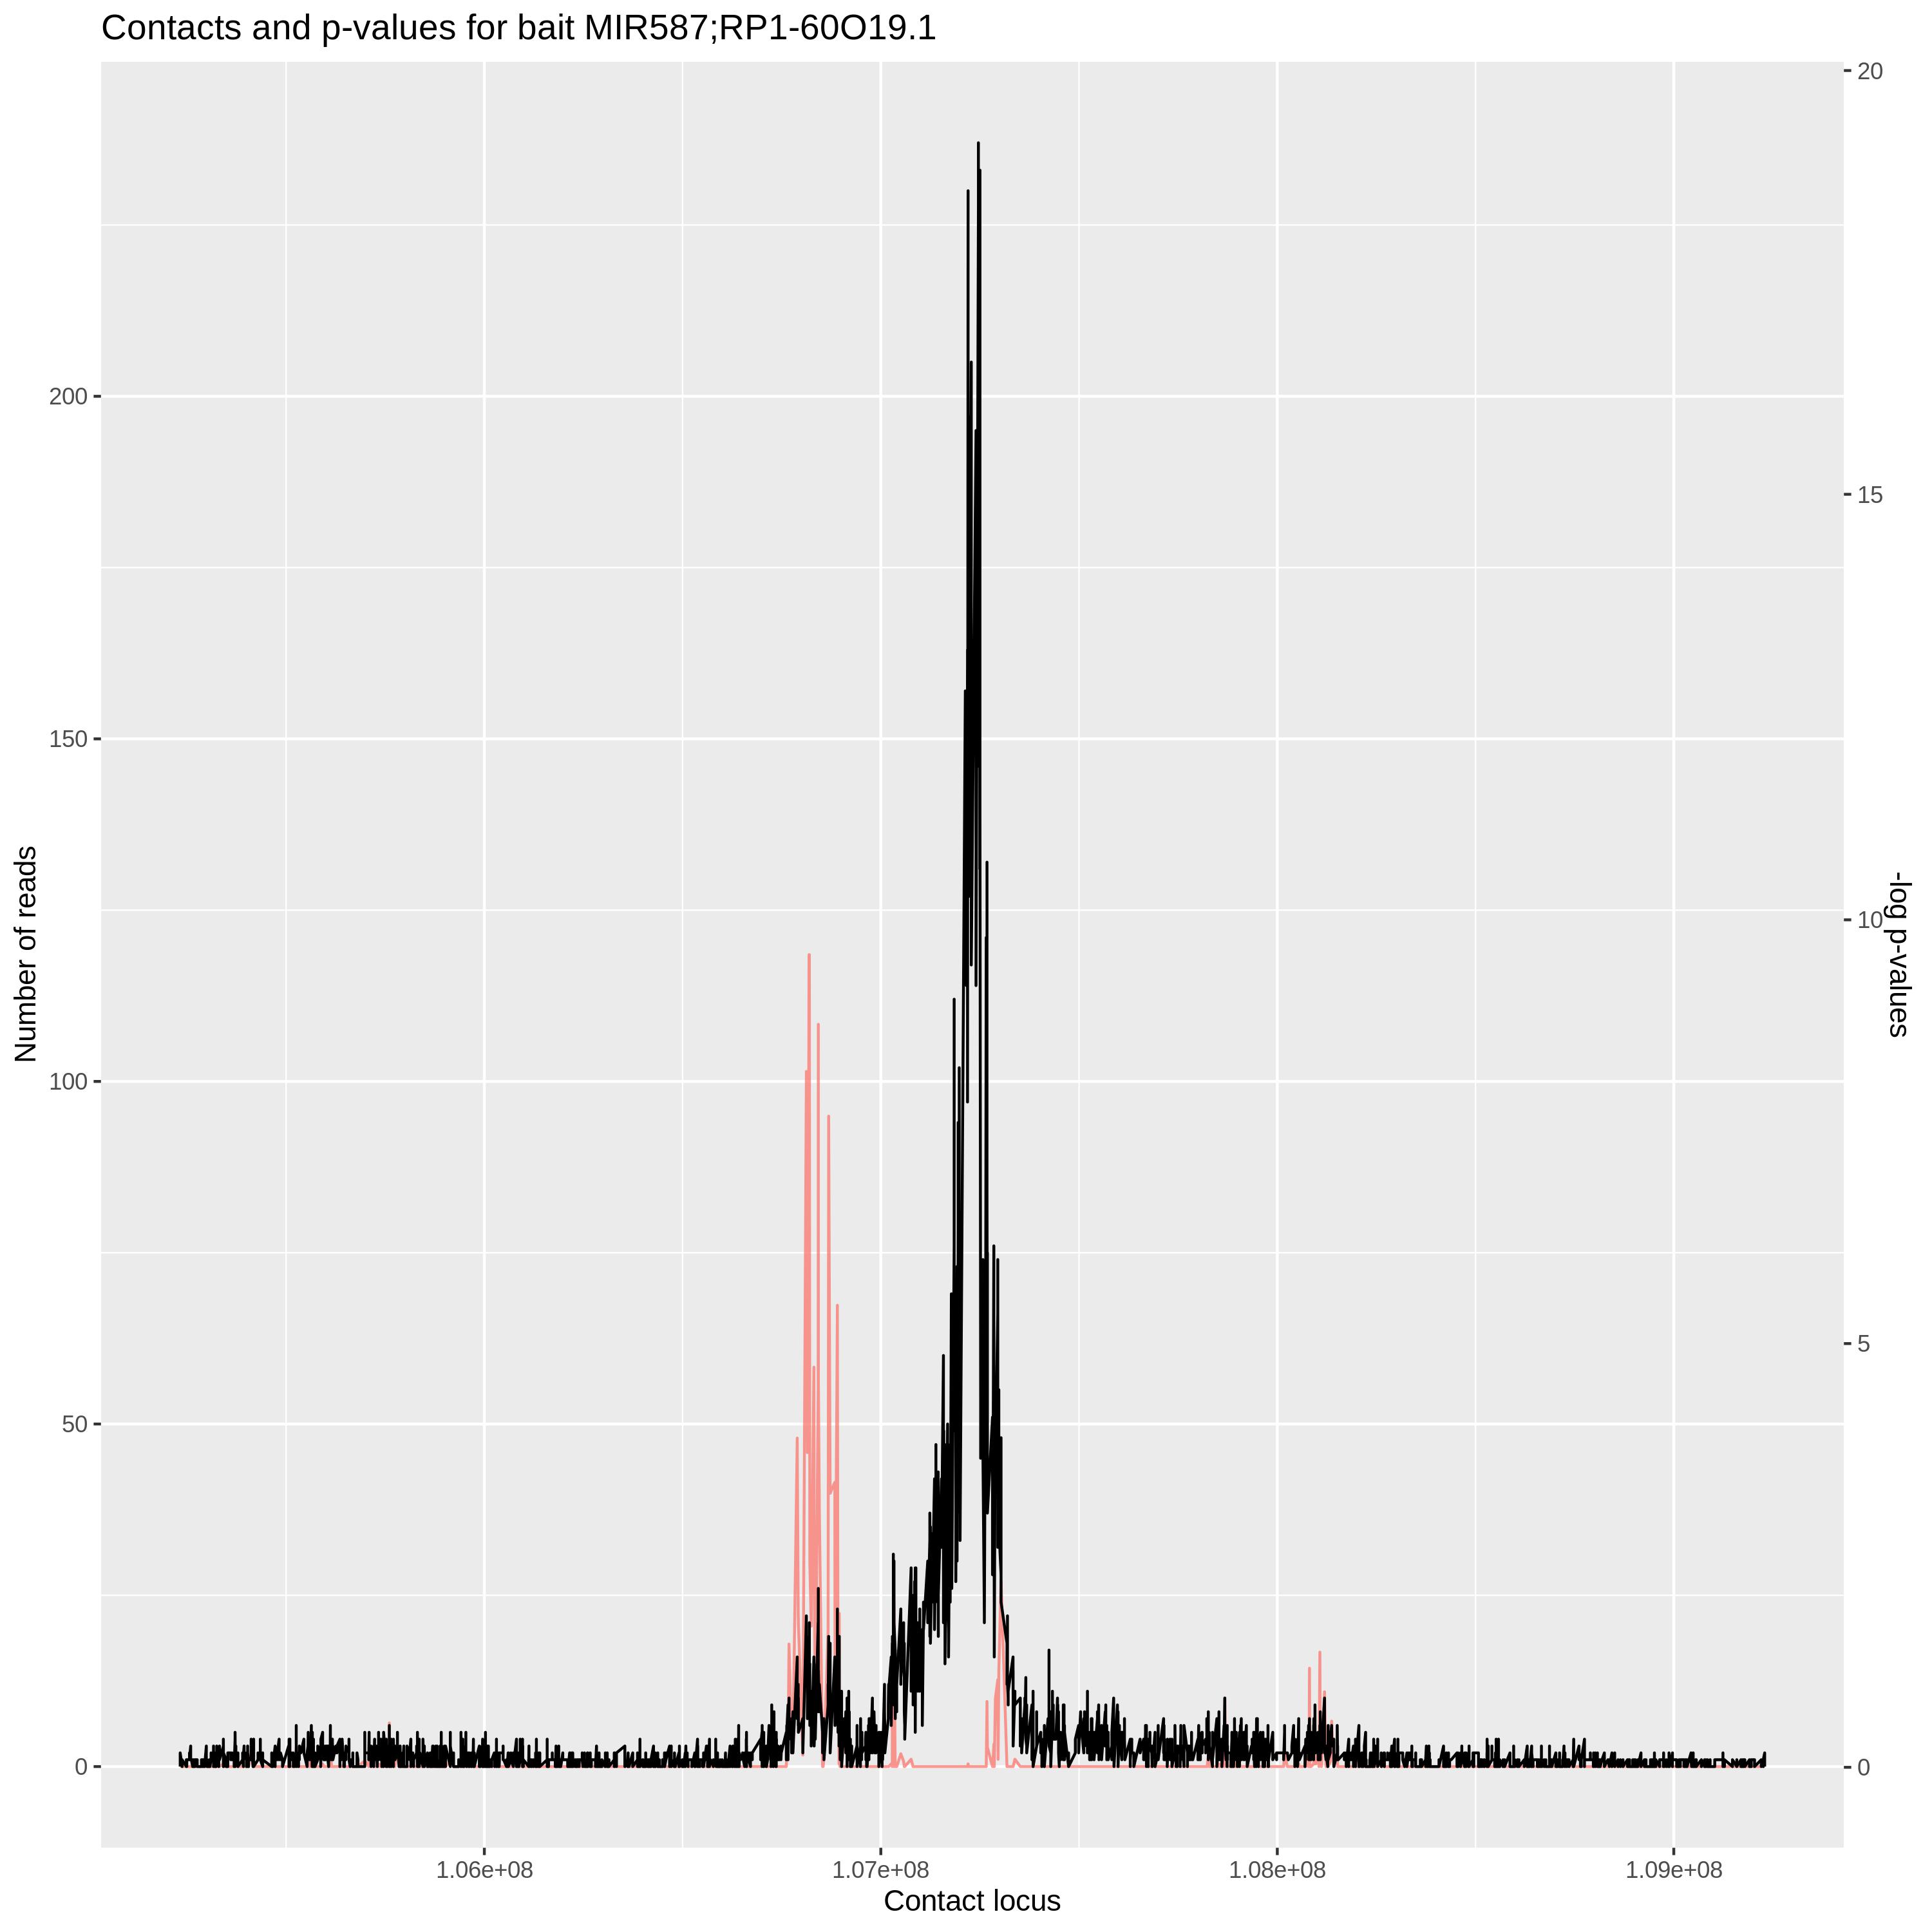 Contacts and p-values for bait MIR587;RP1-60O19.1
20
15
10
5
0
200
150
100
50
0
Number of reads
-log p-values
1.06e+08 1.07e+08 1.08e+08 1.09e+08
Contact locus